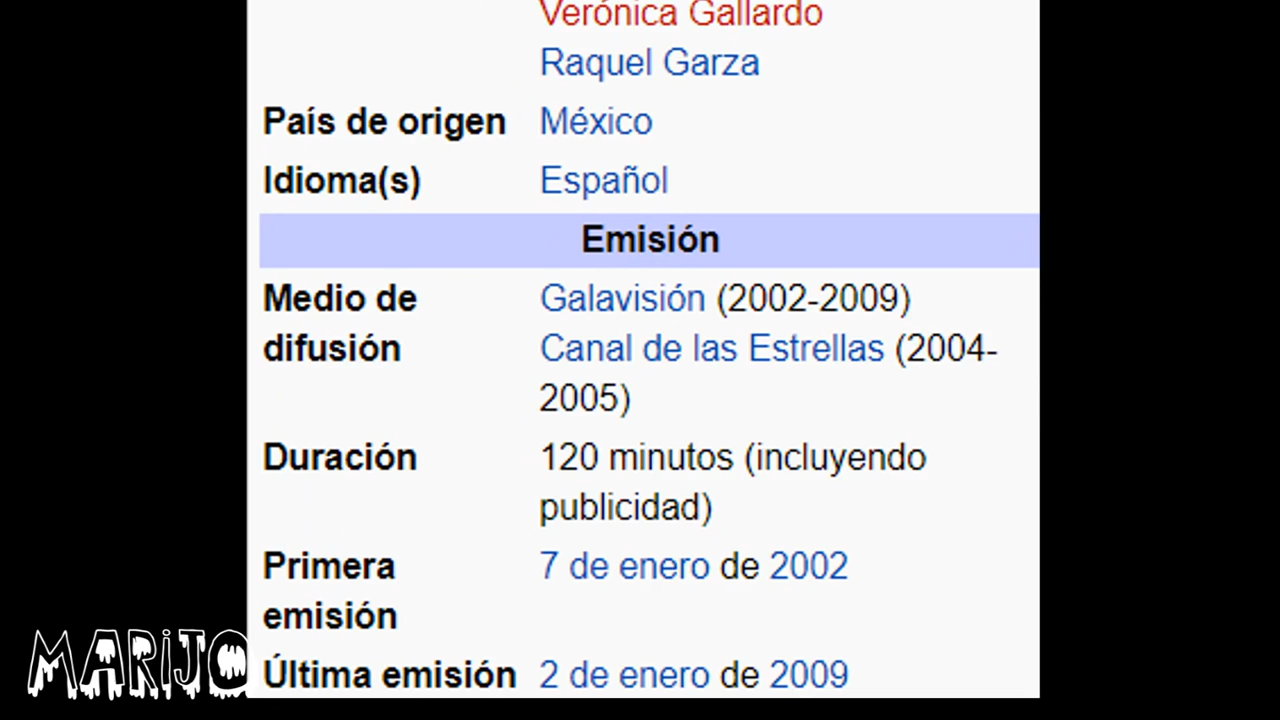 Verónica Gallardo
Raquel Garza
País de origen México
Idioma(s) Español
Emisión
Medio de difusión Galavisión (2002-2009)
Canal de las Estrellas (2004-
2005)
Duración 120 minutos (incluyendo
publicidad)
Primera emisión 7 de enero de 2002
Última emisión 2 de enero de 2009
MARiJO